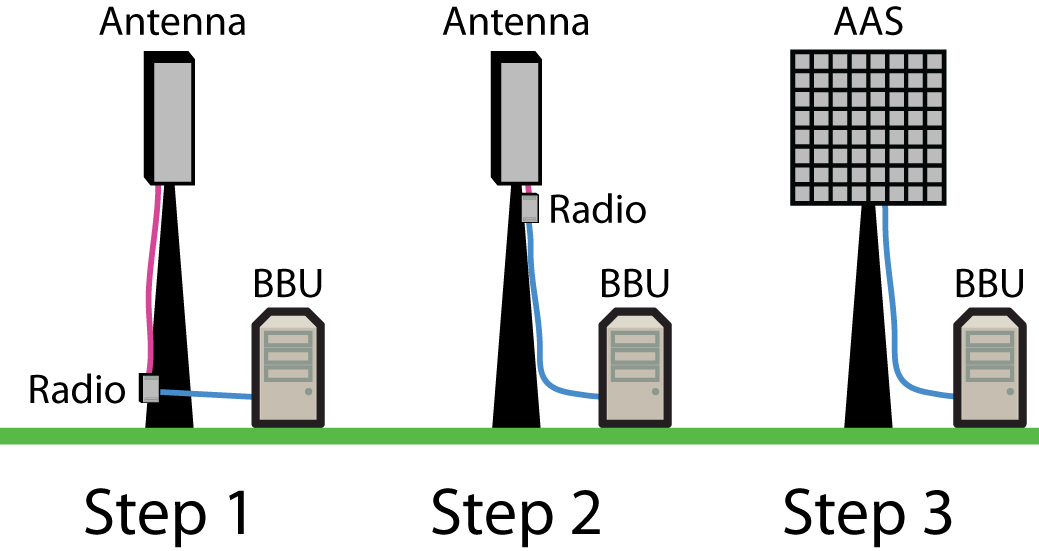 Antenna
Antenna
AAS
Radio
BBU
BBU
BBU
Radio
Step 1
Step 2
Step 3